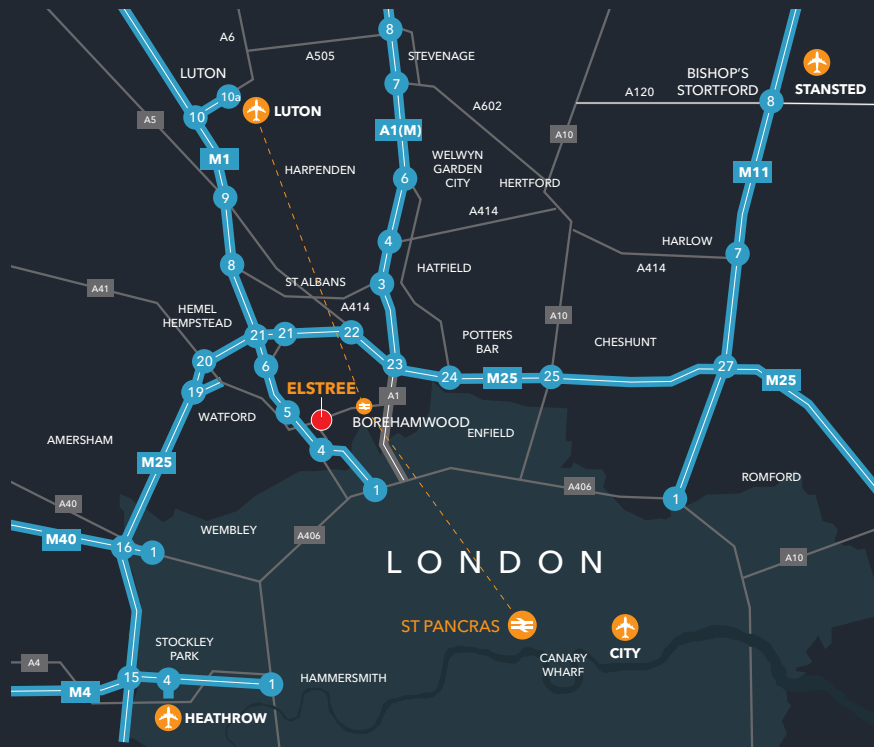 8
A6
A505
STEVENAGE
LUTON
BISHOP'S
STORTFORD
STANSTED
7
10a
A120
8
10
LUTON
A602
A5
A1(M)
A10
M1
HARPENDEN
WELWYN
GARDEN
CITY
M11
6
HERTFORD
9
A414
4
HARLOW
7
8
HATFIELD
A414
3
ST ALBANS
A41
A414
HEMEL
HEMPSTEAD
A10
21
21
22
POTTERS
BAR
CHESHUNT
20
6
23
27
24
M25
25
M25
19
ELSTREE
A1
5
WATFORD
BOREHAMWOOD
ENFIELD
AMERSHAM
4
M25
ROMFORD
1
A406
1
A40
WEMBLEY
A406
M40
16
1
LONDON
A10
ST PANCRAS
CITY
STOCKLEY
PARK
A4
CANARY
WHARF
15
4
1
HAMMERSMITH
M4
HEATHROW